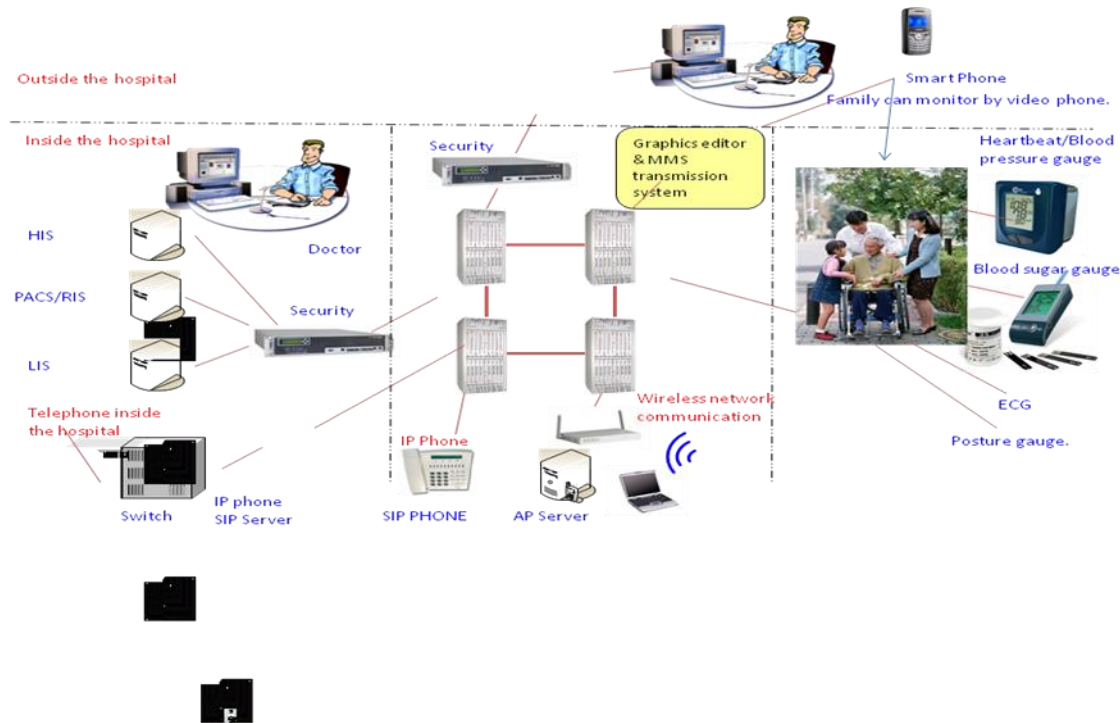 Outside the hospital
Smart Phone
Family can monitor by video phone.
Inside the hospital
Security
Graphics editor
& MMS
transmission
system
Heartbeat/Blood
pressure gauge
HIS
Doctor
Blood sugar gauge
PACS/RIS
Security
LIS
Wireless network
communication
ECG
Telephone inside
the hospital
IP Phone
Posture gauge.
Switch
IP phone
SIP Server
SIP PHONE
AP Server